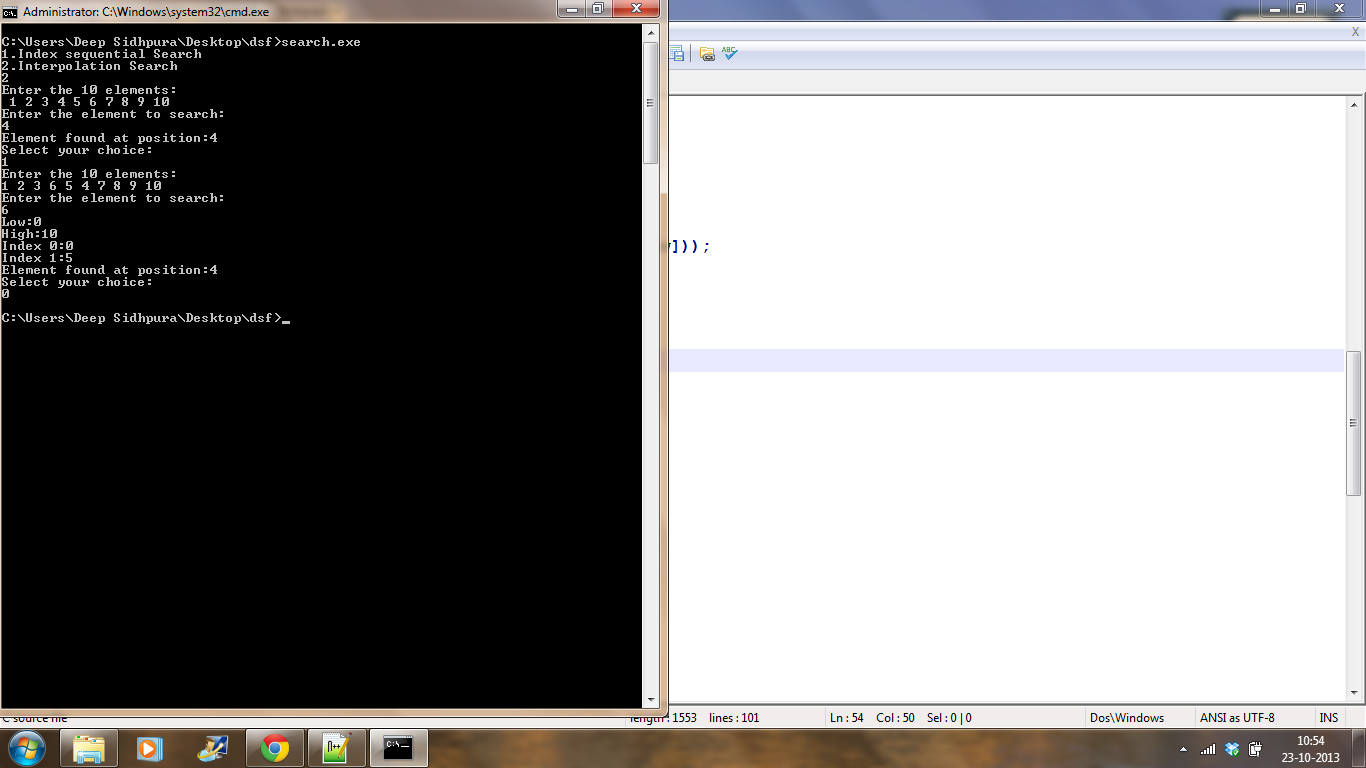 Administrator: C:\Windows\system32\cmd.exe
C:\Users\Deep Sidhpura\Desktop\dsf>search.exe
1.Index sequential Search
2.Interpolation Search
2
Enter the 10 elements:
1 2 3 4 5 6 7 8 9 10
Enter the element to search:
4
Element found at position:4
Select your choice:
1
Enter the 10 elements:
1 2 3 6 5 4 7 8 9 10
Enter the element to search:
6
Low:0
High:10
Index 0:0
Index 1:5
Element found at position:4
Select your choice:
0
C:\Users\Deep Sidhpura\Desktop\dsf>_
X
ABC
]));
C source file
length : 1553 lines : 101
Ln : 54 Col : 50 Sel : 0 | 0
Dos\Windows
ANSI as UTF-8
INS
C:\_
10:54
23-10-2013